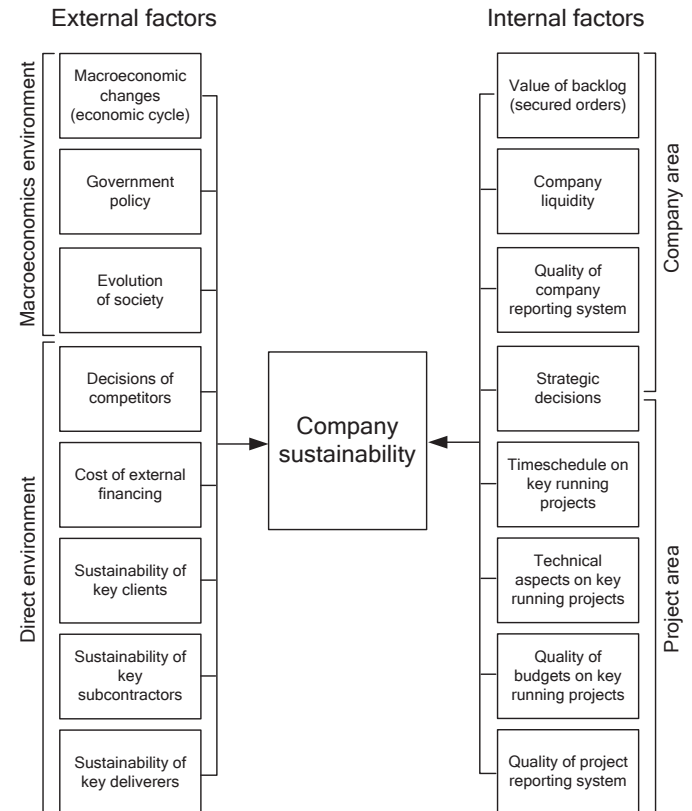 External factors
Internal factors
Macroeconomics environment
Macroeconomic
changes
(economic cycle)
Government
policy
Evolution
of society
Direct environment
Decisions of
competitors
Cost of external
financing
Sustainability of
key clients
Sustainability of
key
subcontractors
Sustainability of
key deliverers
Company
sustainability
Value of backlog
(secured orders)
Company
liquidity
Quality of
company
reporting system
Strategic
decisions
Company area
Timeschedule on
key running
projects
Technical
aspects on key
running projects
Quality of
budgets on key
running projects
Quality of project
reporting system
Project area